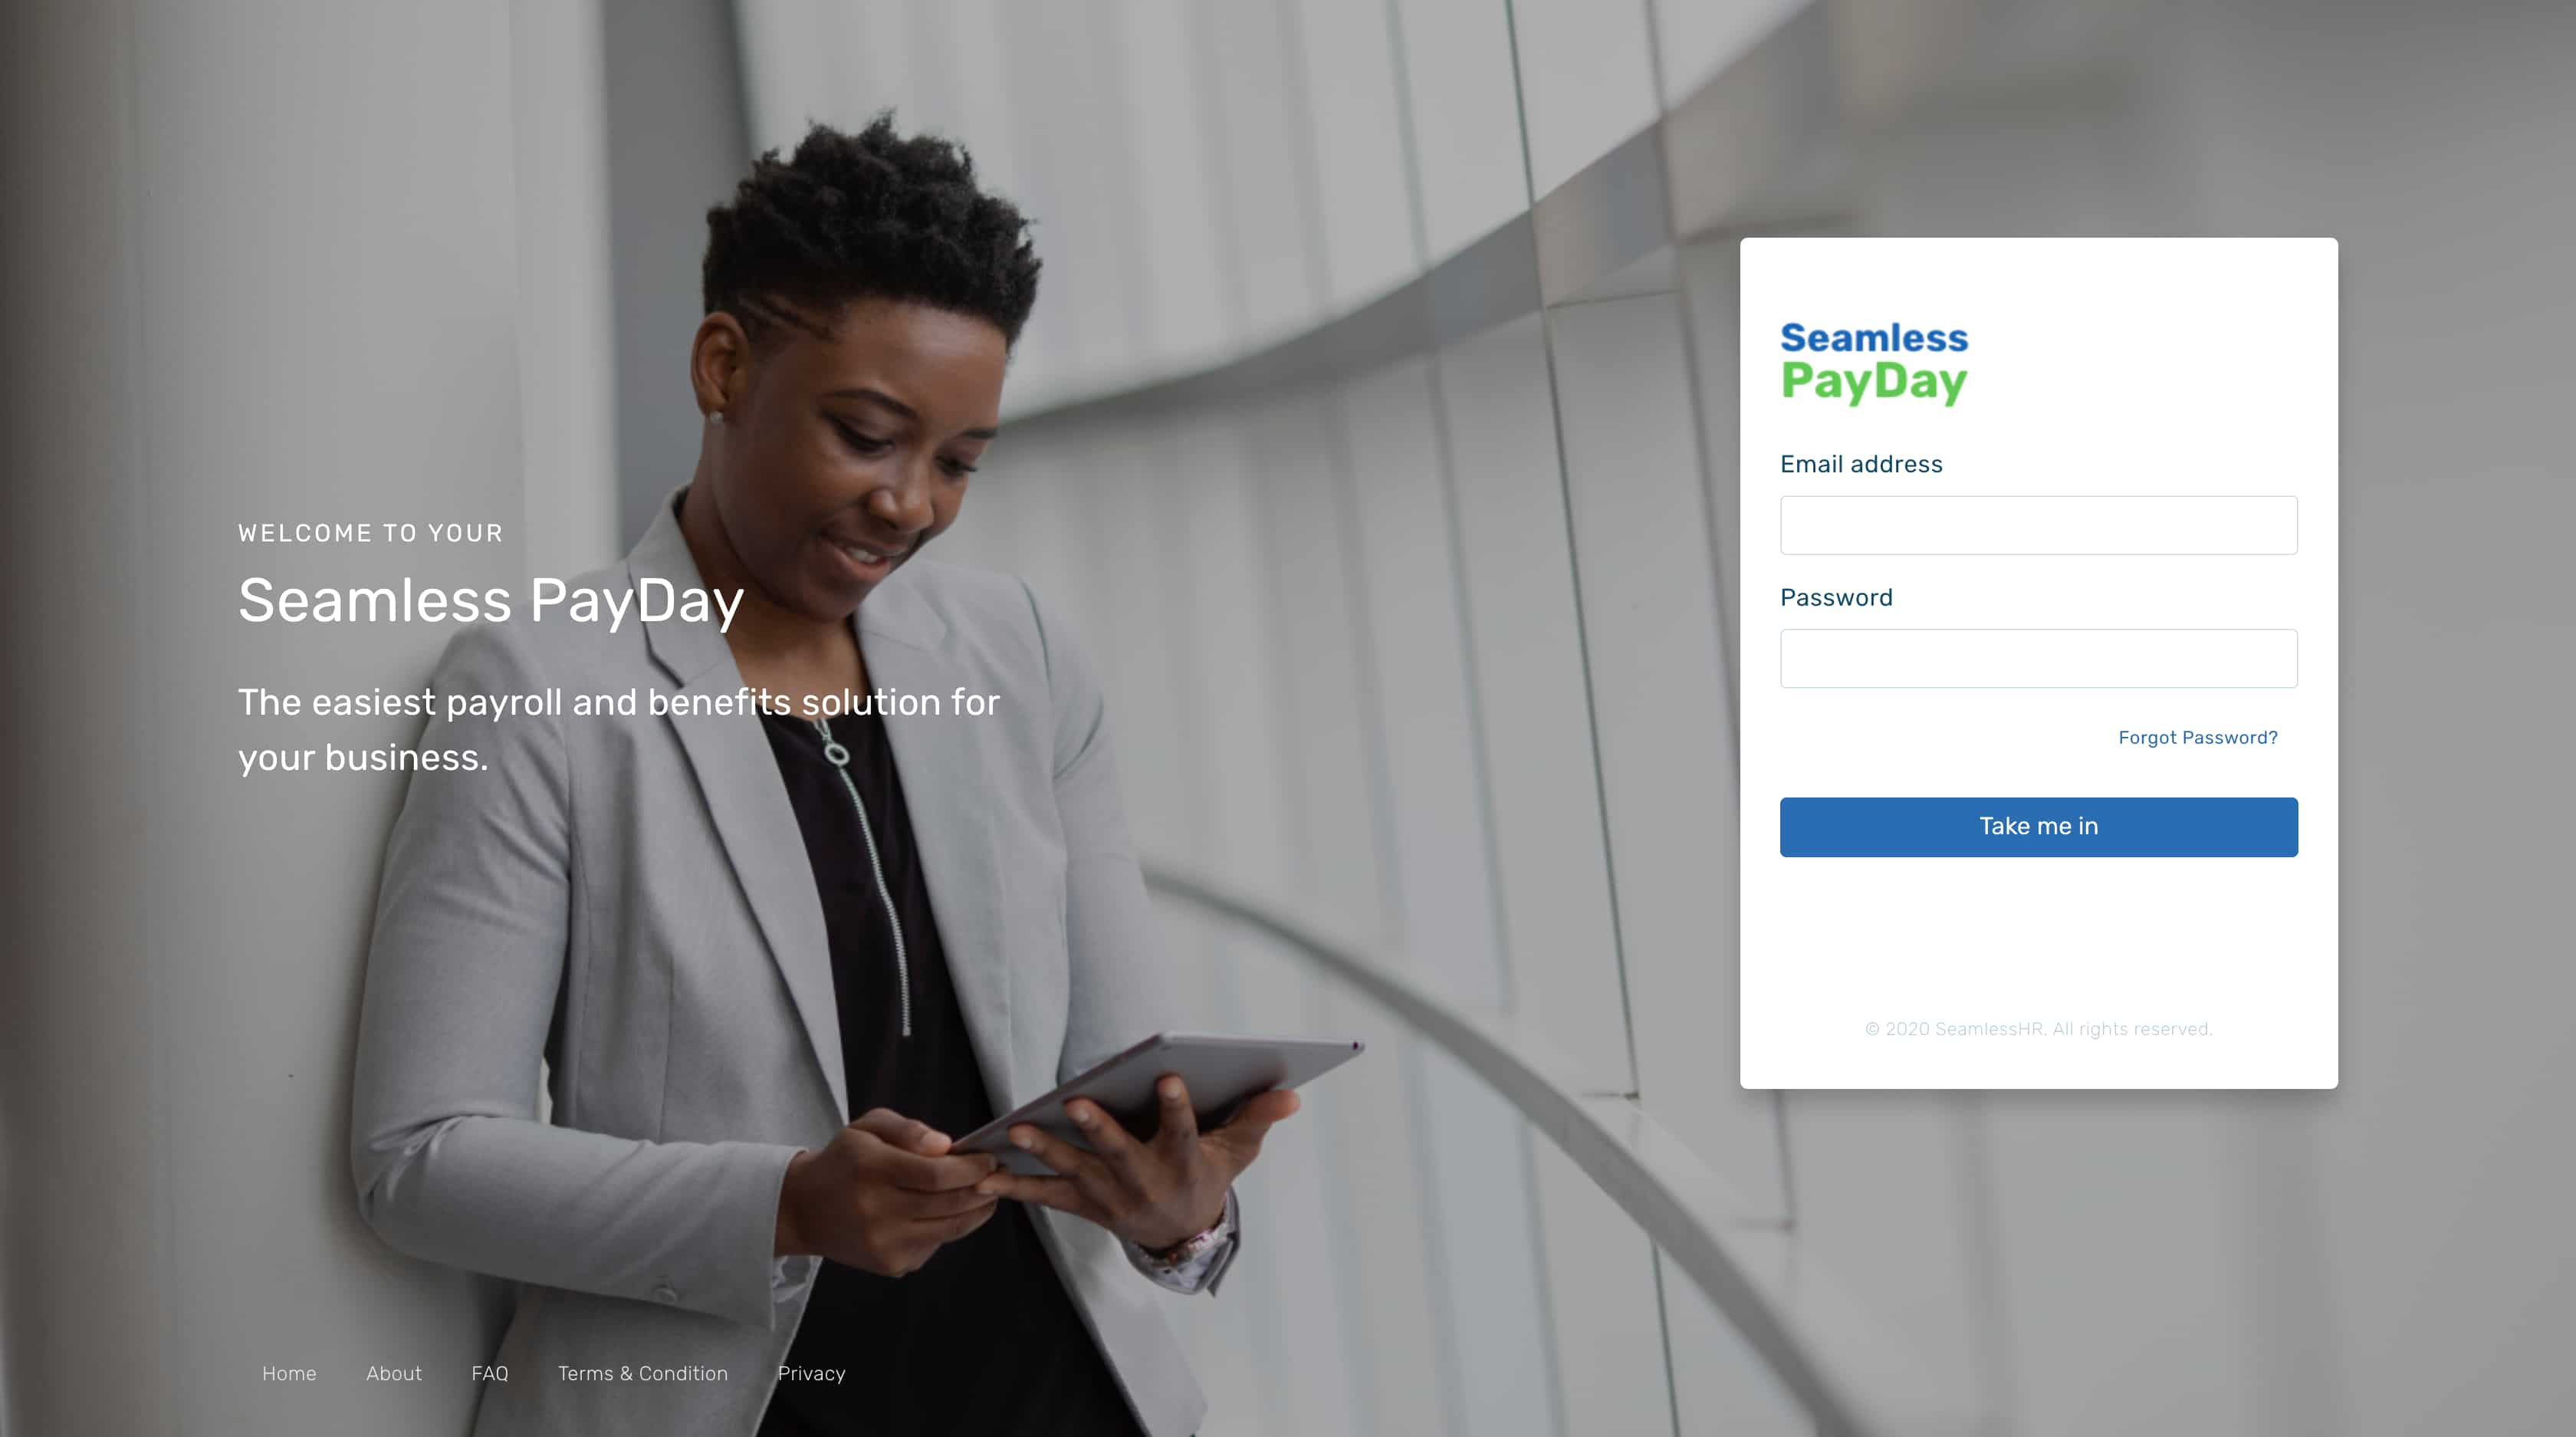 WELCOME TO YOUR
Seamless PayDay
The easiest payroll and benefits solution for
your business.
Home About FAQ Terms & Condition Privacy
Seamless
PayDay
Email address
Password
Forgot Password?
Take me in
© 2020 SeamlessHR. All rights reserved.